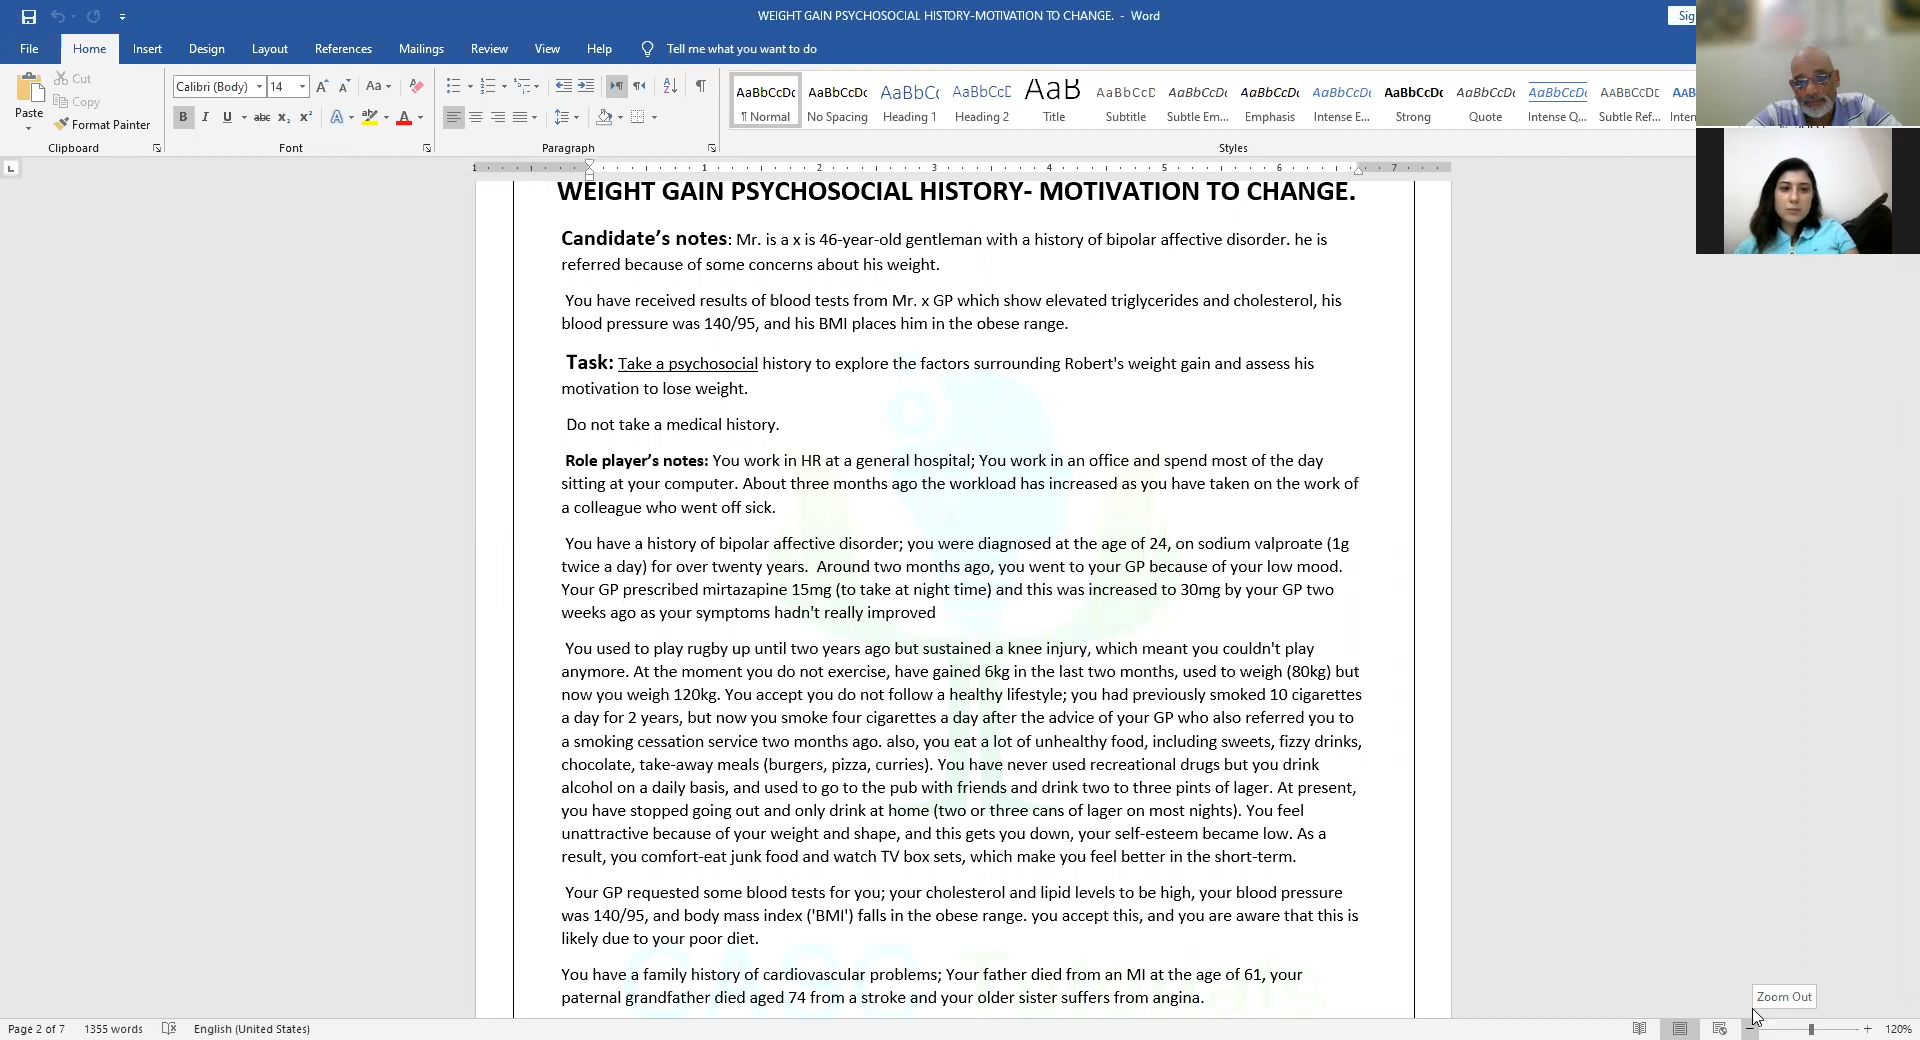 WEIGHT GAIN PSYCHOSOCIAL HISTORY-MOTIVATION TO CHANGE. - Word
File Home Insert Design Layout References Mailings Review View Help Tell me what you want to do
Paste Cut
Copy
Format Painter
Calibri (Body) 14
AaBbCcDc AaBbCcDc AaBbCc AaBbCcD AaB AaBbCcD AaBbCcDc AaBbCcDc AaBbCcDc AaBbCcDc AaBbCcDc AaBbCcDc AABBCCDD AAB
¶ Normal No Spacing Heading 1 Heading 2 Title Subtitle Subtle Em... Emphasis Intense E... Strong Quote Intense Q... Subtle Ref... Inten
Clipboard Font Paragraph Styles
1 1 2 3 4 5 6 7
WEIGHT GAIN PSYCHOSOCIAL HISTORY- MOTIVATION TO CHANGE.
Candidate’s notes: Mr. is a x is 46-year-old gentleman with a history of bipolar affective disorder. he is
referred because of some concerns about his weight.
You have received results of blood tests from Mr. x GP which show elevated triglycerides and cholesterol, his
blood pressure was 140/95, and his BMI places him in the obese range.
Task: Take a psychosocial history to explore the factors surrounding Robert's weight gain and assess his
motivation to lose weight.
Do not take a medical history.
Role player’s notes: You work in HR at a general hospital; You work in an office and spend most of the day
sitting at your computer. About three months ago the workload has increased as you have taken on the work of
a colleague who went off sick.
You have a history of bipolar affective disorder; you were diagnosed at the age of 24, on sodium valproate (1g
twice a day) for over twenty years. Around two months ago, you went to your GP because of your low mood.
Your GP prescribed mirtazapine 15mg (to take at night time) and this was increased to 30mg by your GP two
weeks ago as your symptoms hadn't really improved
You used to play rugby up until two years ago but sustained a knee injury, which meant you couldn't play
anymore. At the moment you do not exercise, have gained 6kg in the last two months, used to weigh (80kg) but
now you weigh 120kg. You accept you do not follow a healthy lifestyle; you had previously smoked 10 cigarettes
a day for 2 years, but now you smoke four cigarettes a day after the advice of your GP who also referred you to
a smoking cessation service two months ago. also, you eat a lot of unhealthy food, including sweets, fizzy drinks,
chocolate, take-away meals (burgers, pizza, curries). You have never used recreational drugs but you drink
alcohol on a daily basis, and used to go to the pub with friends and drink two to three pints of lager. At present,
you have stopped going out and only drink at home (two or three cans of lager on most nights). You feel
unattractive because of your weight and shape, and this gets you down, your self-esteem became low. As a
result, you comfort-eat junk food and watch TV box sets, which make you feel better in the short-term.
Your GP requested some blood tests for you; your cholesterol and lipid levels to be high, your blood pressure
was 140/95, and body mass index ('BMI') falls in the obese range. you accept this, and you are aware that this is
likely due to your poor diet.
You have a family history of cardiovascular problems; Your father died from an MI at the age of 61, your
paternal grandfather died aged 74 from a stroke and your older sister suffers from angina.
Zoom Out
Page 2 of 7 1355 words English (United States) 120%